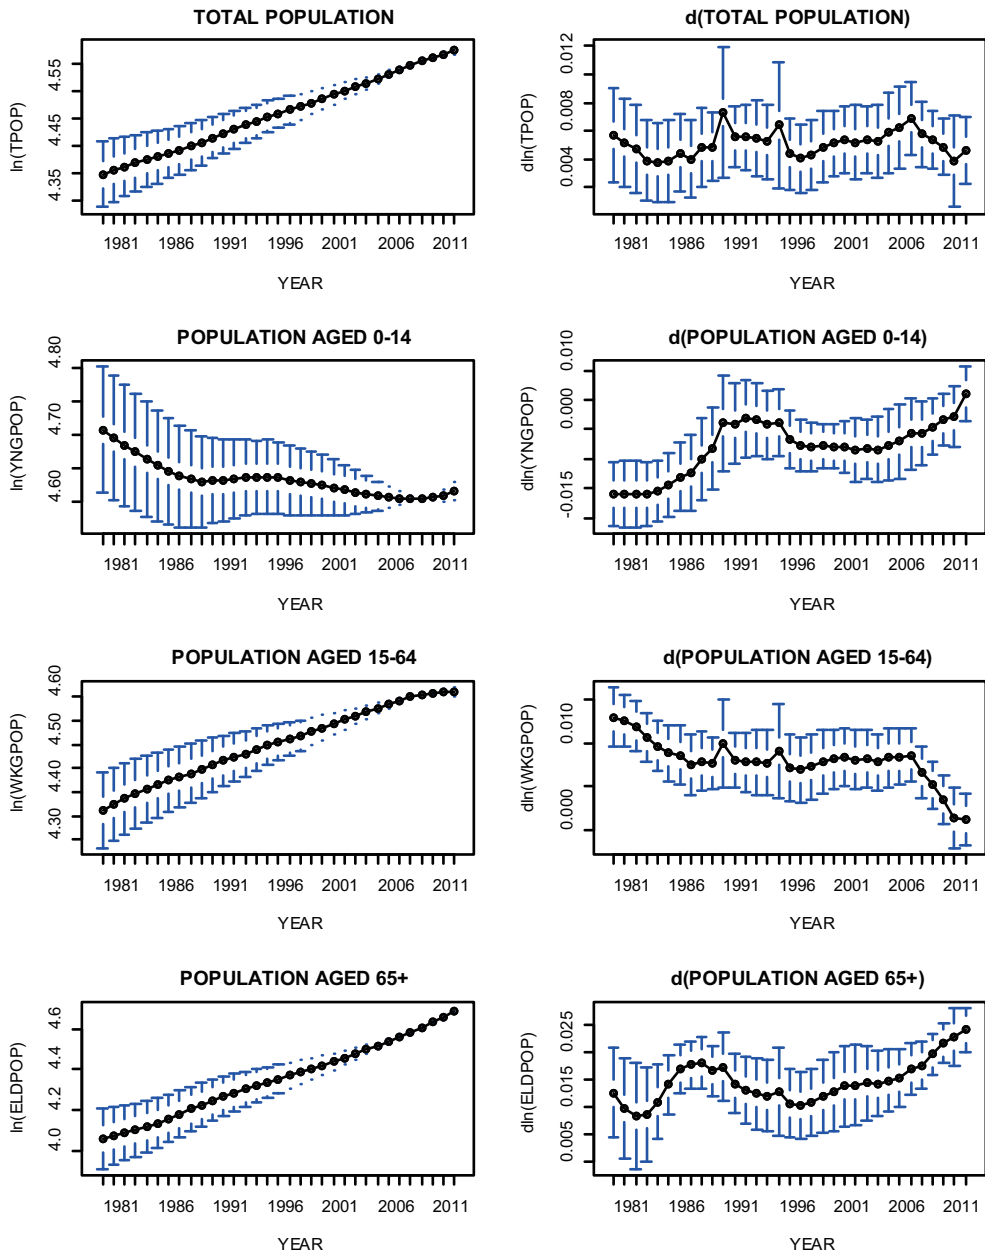 TOTAL POPULATION
ln(TPOP)
4.55
4.45
4.35
1981 1986 1991 1996 2001 2006 2011
YEAR
d(TOTAL POPULATION)
dln(TPOP)
0.012
0.008
0.004
1981 1986 1991 1996 2001 2006 2011
YEAR
POPULATION AGED 0-14
ln(YNGPOP)
4.80
4.70
4.60
1981 1986 1991 1996 2001 2006 2011
YEAR
d(POPULATION AGED 0-14)
dln(YNGPOP)
0.010
0.000
-0.015
1981 1986 1991 1996 2001 2006 2011
YEAR
POPULATION AGED 15-64
ln(WKGPOP)
4.60
4.50
4.40
4.30
1981 1986 1991 1996 2001 2006 2011
YEAR
d(POPULATION AGED 15-64)
dln(WKGPOP)
0.010
0.000
1981 1986 1991 1996 2001 2006 2011
YEAR
POPULATION AGED 65+
ln(ELDPOP)
4.6
4.4
4.2
4.0
1981 1986 1991 1996 2001 2006 2011
YEAR
d(POPULATION AGED 65+)
dln(ELDPOP)
0.025
0.015
0.005
1981 1986 1991 1996 2001 2006 2011
YEAR